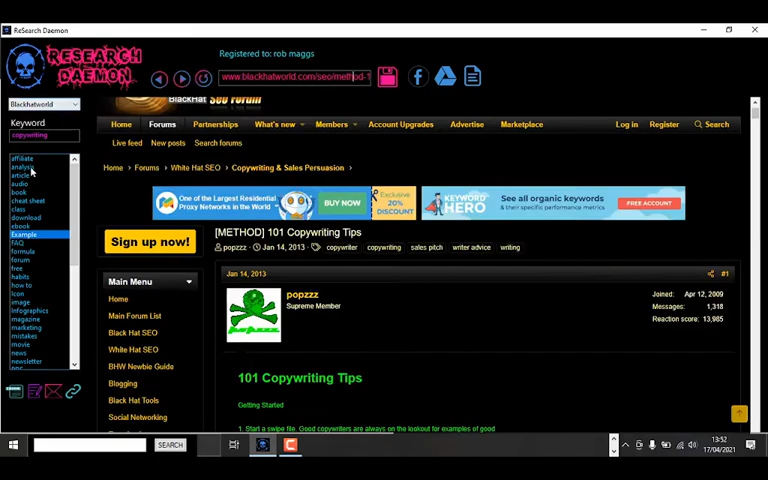 ReSearch Daemon
RESEARCH
DAEMON
Registered to: rob maggs
www.blackhatworld.com/seo/method-1
Blackhatworld
Keyword
copywriting
affiliate
analysis
article
audio
book
cheat sheet
class
download
ebook
Example
FAQ
formula
forum
free
habits
how to
Icon
image
Infographics
magazine
marketing
mistakes
movie
news
newsletter
BlackHat Seo Forum
Home Forums Partnerships What's new Members Account Upgrades Advertise Marketplace Log in Register Search
Live feed New posts Search forums
Home Forums White Hat SEO Copywriting & Sales Persuasion
One of the Largest Residential
Proxy Networks in the World
BUY NOW
Exclusive
20%
DISCOUNT
KEYWORD
HERO
See all organic keywords
& their specific performance metrics
FREE ACCOUNT
Sign up now!
[METHOD] 101 Copywriting Tips
popzzz Jan 14, 2013 copywriter copywriting sales pitch writer advice writing
Main Menu
Home
Main Forum List
Black Hat SEO
White Hat SEO
BHW Newbie Guide
Blogging
Black Hat Tools
Social Networking
Jan 14, 2013 #1
popzzz
popzzz
Supreme Member
Joined: Apr 12, 2009
Messages: 1,318
Reaction score: 13,985
101 Copywriting Tips
Getting Started
1. Start a swipe file. Good copywriters are always on the lookout for examples of good
SEARCH
13:52
17/04/2021